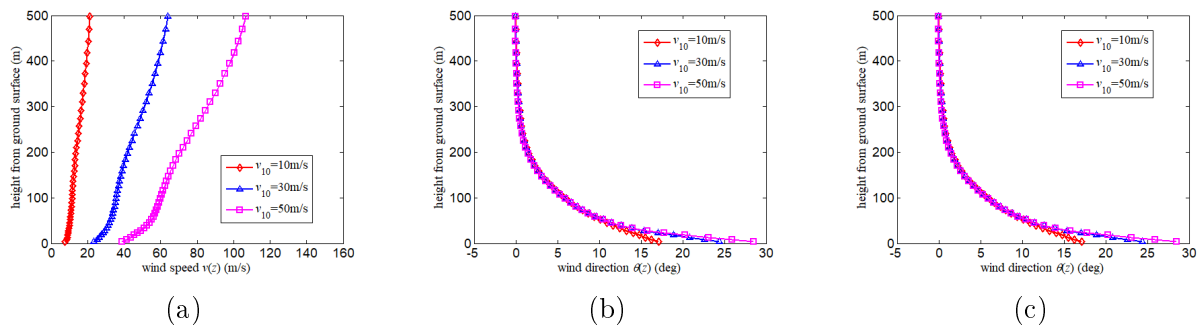 500
400
300
200
100
0
height from ground surface (m)
v10=10m/s
v10=30m/s
v10=50m/s
0 20 40 60 80 100 120 140 160
wind speed v(z) (m/s)
(a)
500
400
300
200
100
0
height from ground surface (m)
v10=10m/s
v10=30m/s
v10=50m/s
-5 0 5 10 15 20 25 30
wind direction θ(z) (deg)
(b)
500
400
300
200
100
0
height from ground surface (m)
v10=10m/s
v10=30m/s
v10=50m/s
-5 0 5 10 15 20 25 30
wind direction θ(z) (deg)
(c)